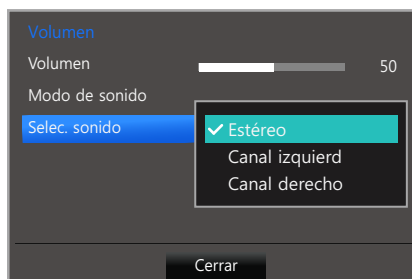 Volumen
Volumen 50
Modo de sonido
Selec. sonido
Estéreo
Canal izquierd
Canal derecho
Cerrar